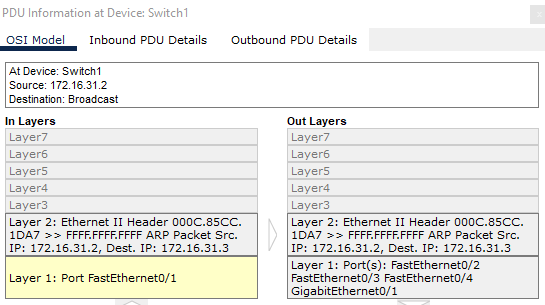 PDU Information at Device: Switch1
OSI Model Inbound PDU Details Outbound PDU Details
At Device: Switch1
Source: 172.16.31.2
Destination: Broadcast
In Layers
Layer7
Layer6
Layer5
Layer4
Layer3
Layer 2: Ethernet II Header 000C.85CC.
1DA7 >> FFFF.FFFF.FFFF ARP Packet Src.
IP: 172.16.31.2, Dest. IP: 172.16.31.3
Layer 1: Port FastEthernet0/1
Out Layers
Layer7
Layer6
Layer5
Layer4
Layer3
Layer 2: Ethernet II Header 000C.85CC.
1DA7 >> FFFF.FFFF.FFFF ARP Packet Src.
IP: 172.16.31.2, Dest. IP: 172.16.31.3
Layer 1: Port(s): FastEthernet0/2
FastEthernet0/3 FastEthernet0/4
GigabitEthernet0/1